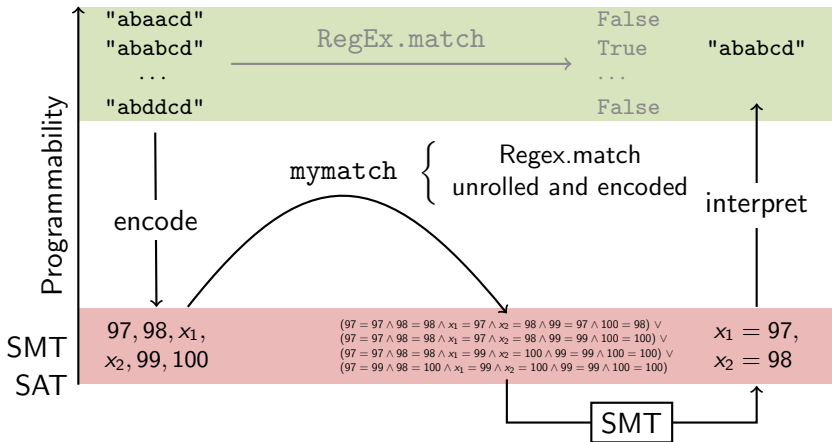 "abaacd"
"ababcd"
...
"abddcd"
RegEx.match
False
True
...
False
"ababcd"
Programmability
mymatch { Regex.match
unrolled and encoded
encode
interpret
SMT
SAT
97, 98, x₁,
x₂, 99, 100
(97 = 97 ∧ 98 = 98 ∧ x₁ = 97 ∧ x₂ = 98 ∧ 99 = 97 ∧ 100 = 98) ∨
(97 = 97 ∧ 98 = 98 ∧ x₁ = 97 ∧ x₂ = 98 ∧ 99 = 99 ∧ 100 = 100) ∨
(97 = 97 ∧ 98 = 98 ∧ x₁ = 99 ∧ x₂ = 100 ∧ 99 = 99 ∧ 100 = 100) ∨
(97 = 99 ∧ 98 = 100 ∧ x₁ = 99 ∧ x₂ = 100 ∧ 99 = 99 ∧ 100 = 100)
x₁ = 97,
x₂ = 98
SMT